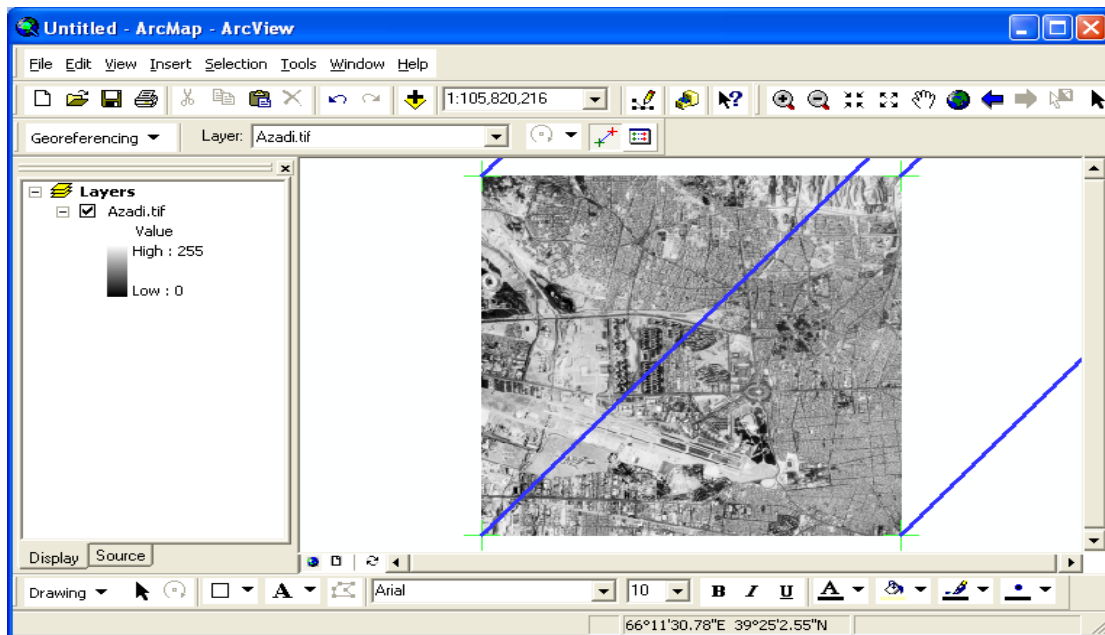 Untitled - ArcMap - ArcView
File Edit View Insert Selection Tools Window Help
1:105,820,216
Georeferencing Layer: Azadi.tif
Layers
Azadi.tif
Value
High : 255
Low : 0
Display Source
Drawing A Arial 10 B I U A
66°11'30.78"E 39°25'2.55"N